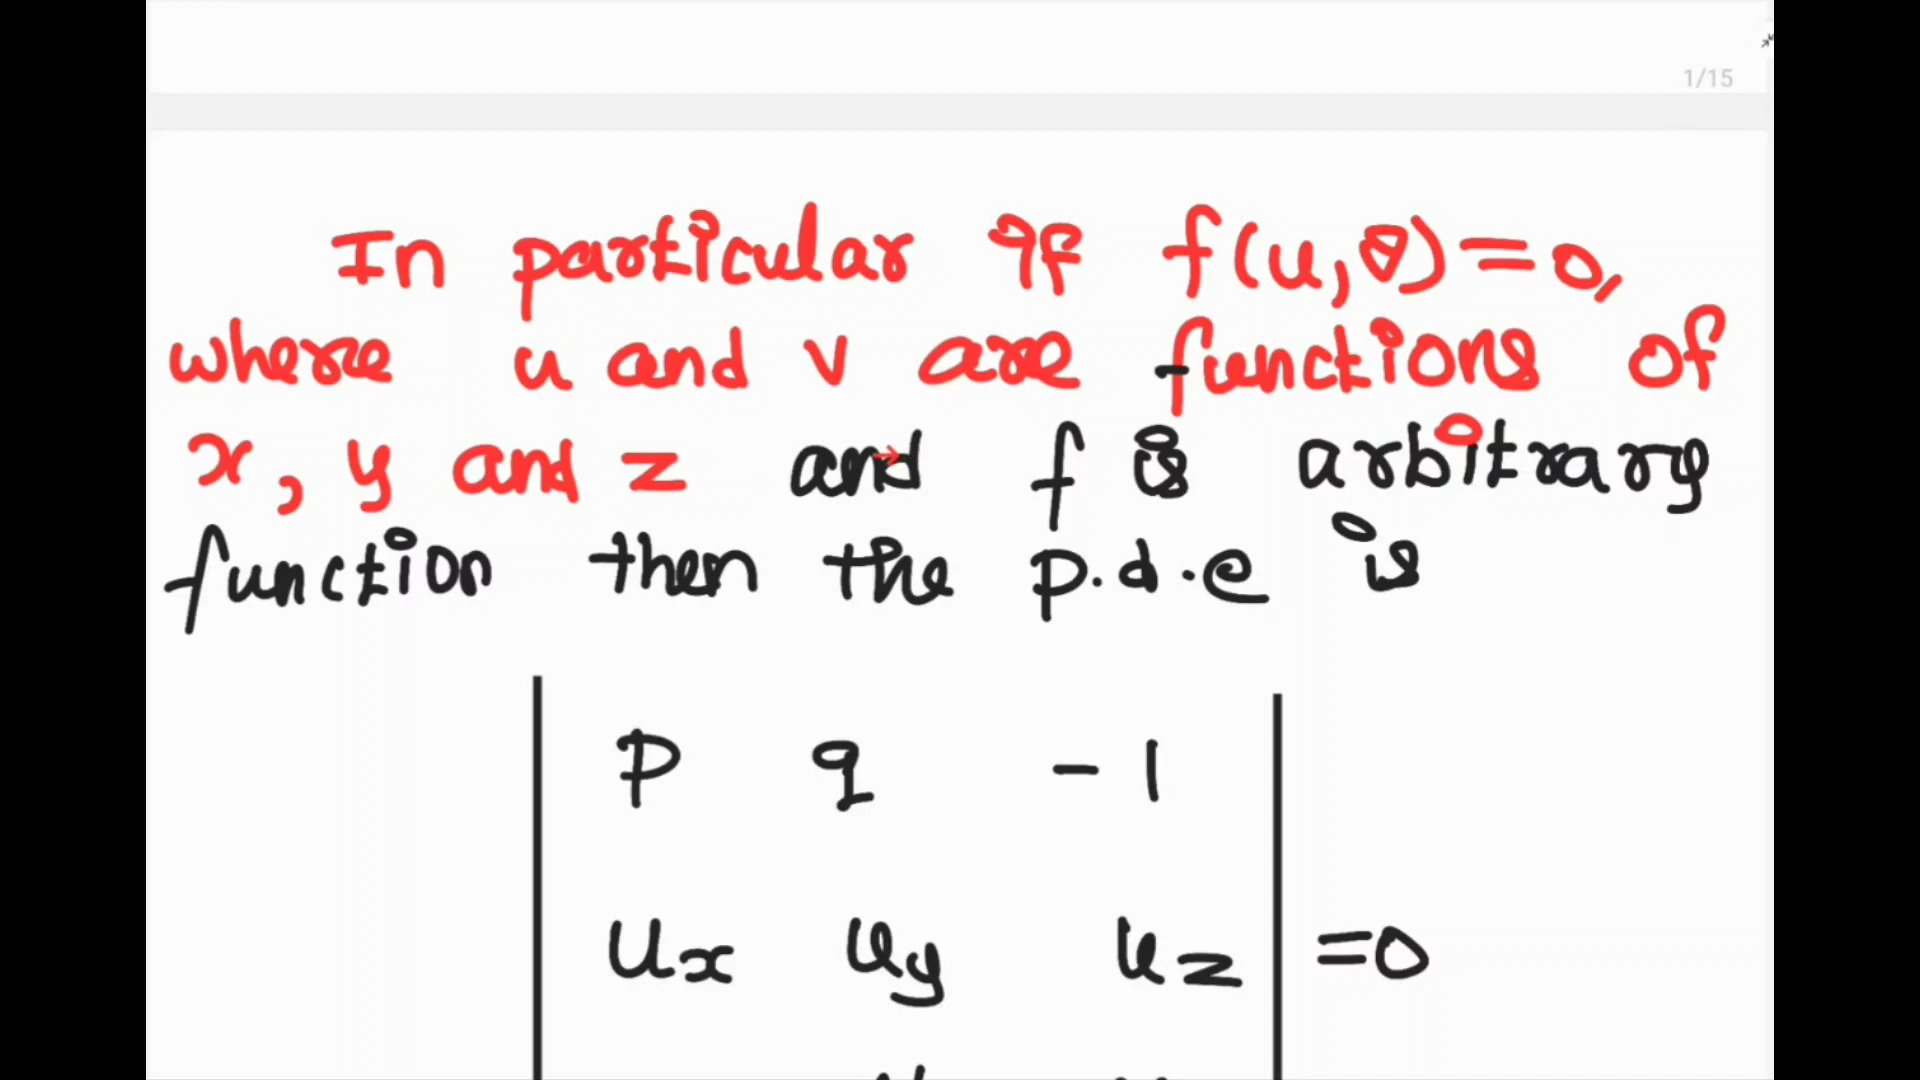 1/15
In particular if f(u,v)=0,
where u and v are functions of
x, y and z and f is arbitrary
function then the p.d.e is
p q -1
ux uy uz =0